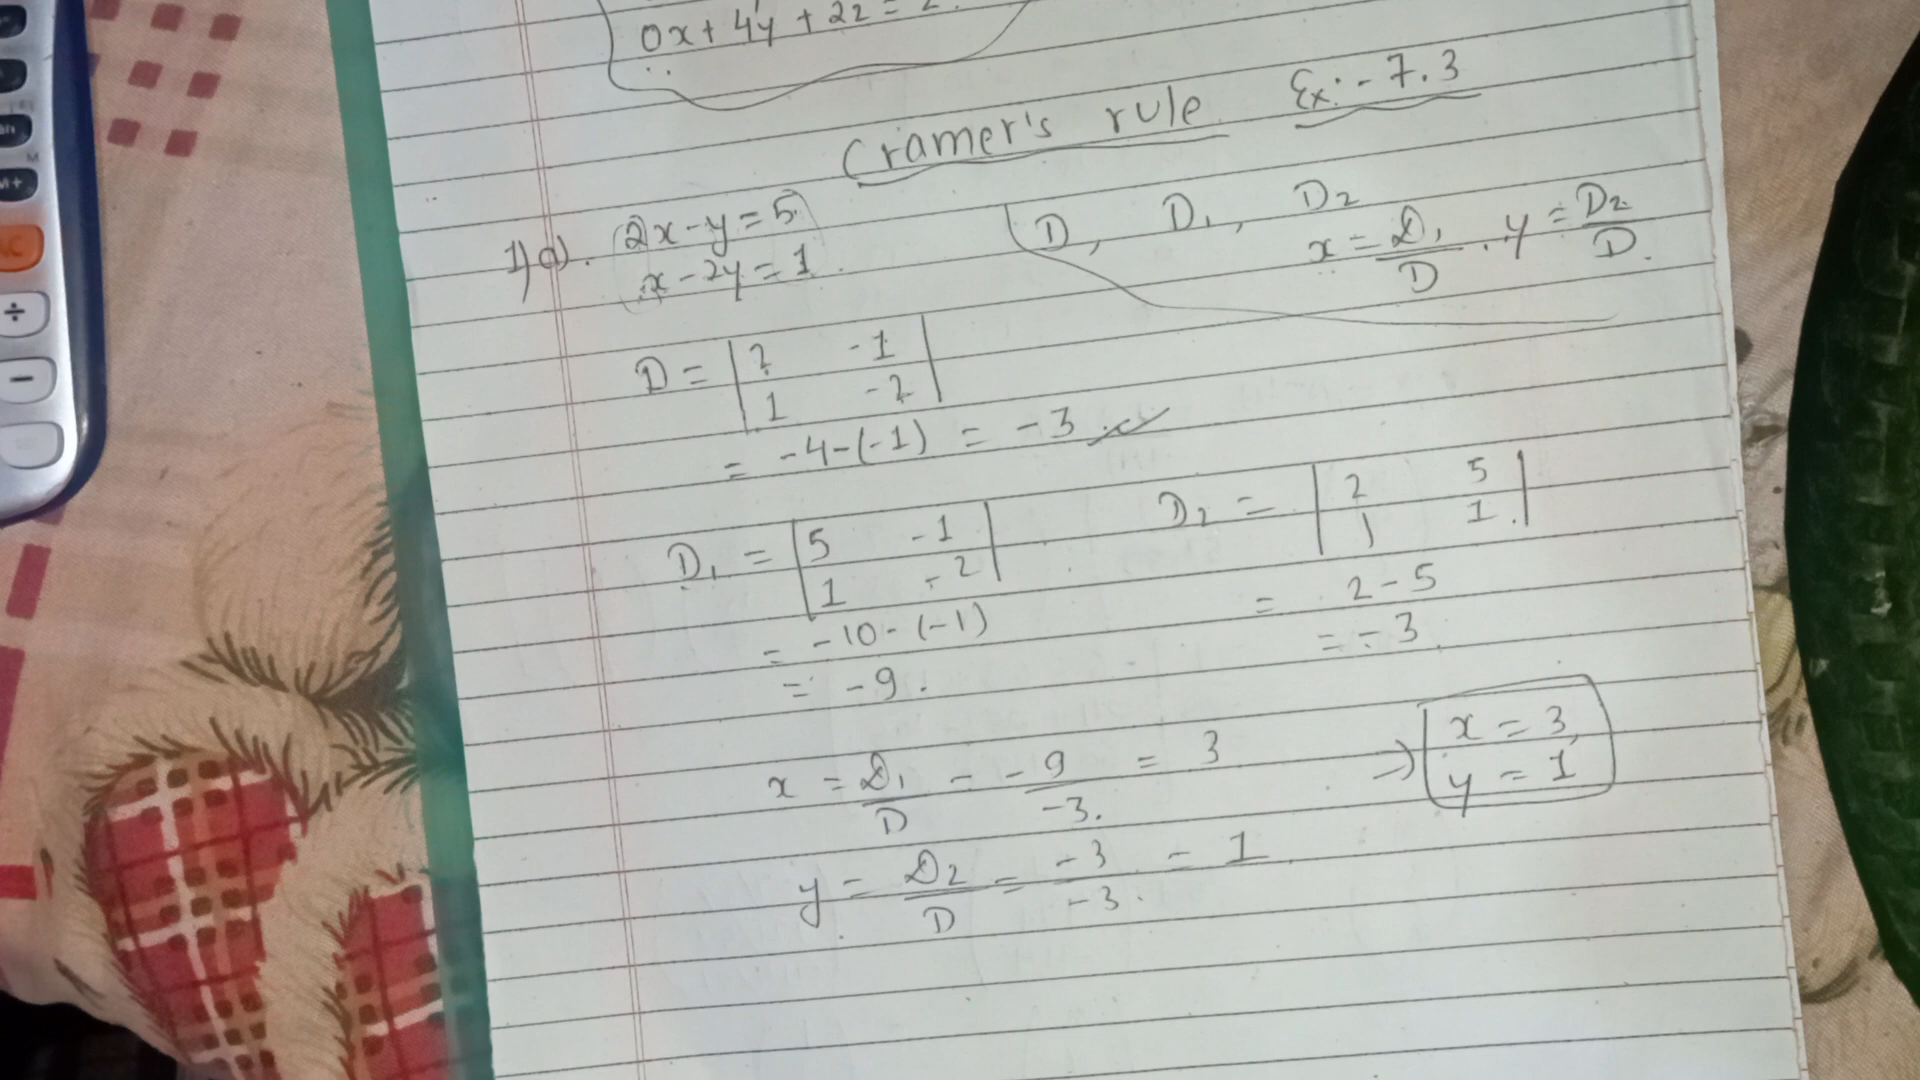 0x + 4y + 2z = 2
Cramer's rule Ex:- 7.3
1) a). 2x - y = 5
x - 2y = 1.
D, D₁, D₂
x = D₁/D . y = D₂/D.
D = | 2 -1 |
| 1 -2 |
= -4-(-1) = -3
D₁ = | 5 -1 |
| 1 -2 |
= -10-(-1)
= -9.
D₂ = | 2 5 |
| 1 1. |
= 2 - 5
= -3.
x = D₁/D = -9/-3. = 3
y = D₂/D = -3/-3. = 1
⇒ x = 3,
y = 1
AC
÷
−
M+
M